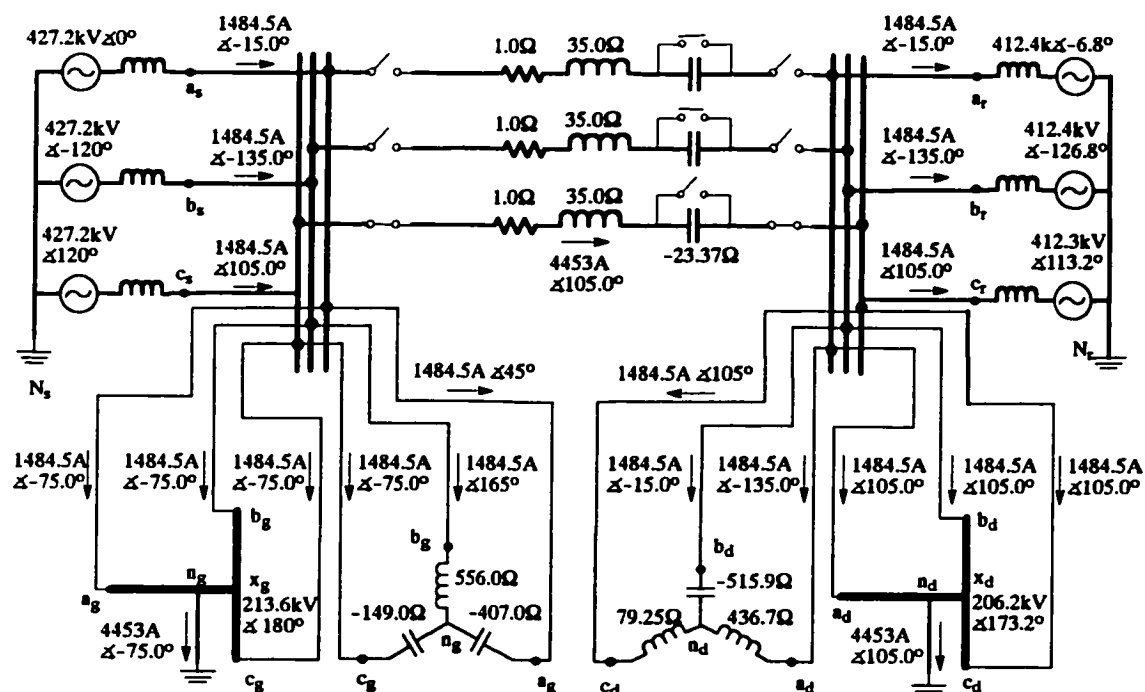 427.2kV∡0°
1484.5A
∡-15.0°
a_s
1.0Ω
35.0Ω
1484.5A
∡-15.0°
412.4k∡-6.8°
a_r
427.2kV
∡-120°
1484.5A
∡-135.0°
b_s
1.0Ω
35.0Ω
1484.5A
∡-135.0°
412.4kV
∡-126.8°
b_r
427.2kV
∡120°
1484.5A
∡105.0°
c_s
1.0Ω
35.0Ω
4453A
∡105.0°
-23.37Ω
1484.5A
∡105.0°
412.3kV
∡113.2°
c_r
N_s
N_r
1484.5A ∡45°
1484.5A ∡105°
1484.5A
∡-75.0°
1484.5A
∡-75.0°
1484.5A
∡-75.0°
1484.5A
∡-75.0°
1484.5A
∡165°
1484.5A
∡-15.0°
1484.5A
∡-135.0°
1484.5A
∡105.0°
1484.5A
∡105.0°
1484.5A
∡105.0°
b_g
b_g
b_d
b_d
a_g
n_g
x_g
213.6kV
∡180°
4453A
∡-75.0°
c_g
556.0Ω
-149.0Ω
-407.0Ω
n_g
c_g
a_g
-515.9Ω
79.25Ω
436.7Ω
n_d
c_d
a_d
a_d
n_d
x_d
206.2kV
∡173.2°
4453A
∡105.0°
c_d